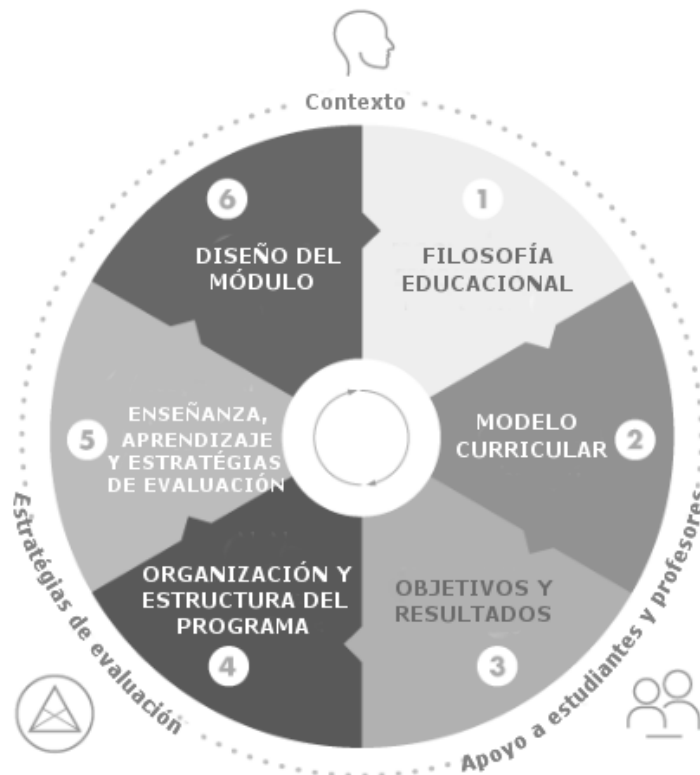 Contexto
1
FILOSOFÍA
EDUCACIONAL
2
MODELO
CURRICULAR
3
OBJETIVOS Y
RESULTADOS
4
ORGANIZACIÓN Y
ESTRUCTURA DEL
PROGRAMA
5
ENSEÑANZA,
APRENDIZAJE
Y ESTRATÉGIAS
DE EVALUACIÓN
6
DISEÑO DEL
MÓDULO
Apoyo a estudiantes y profesores
Estratégias de evaluación